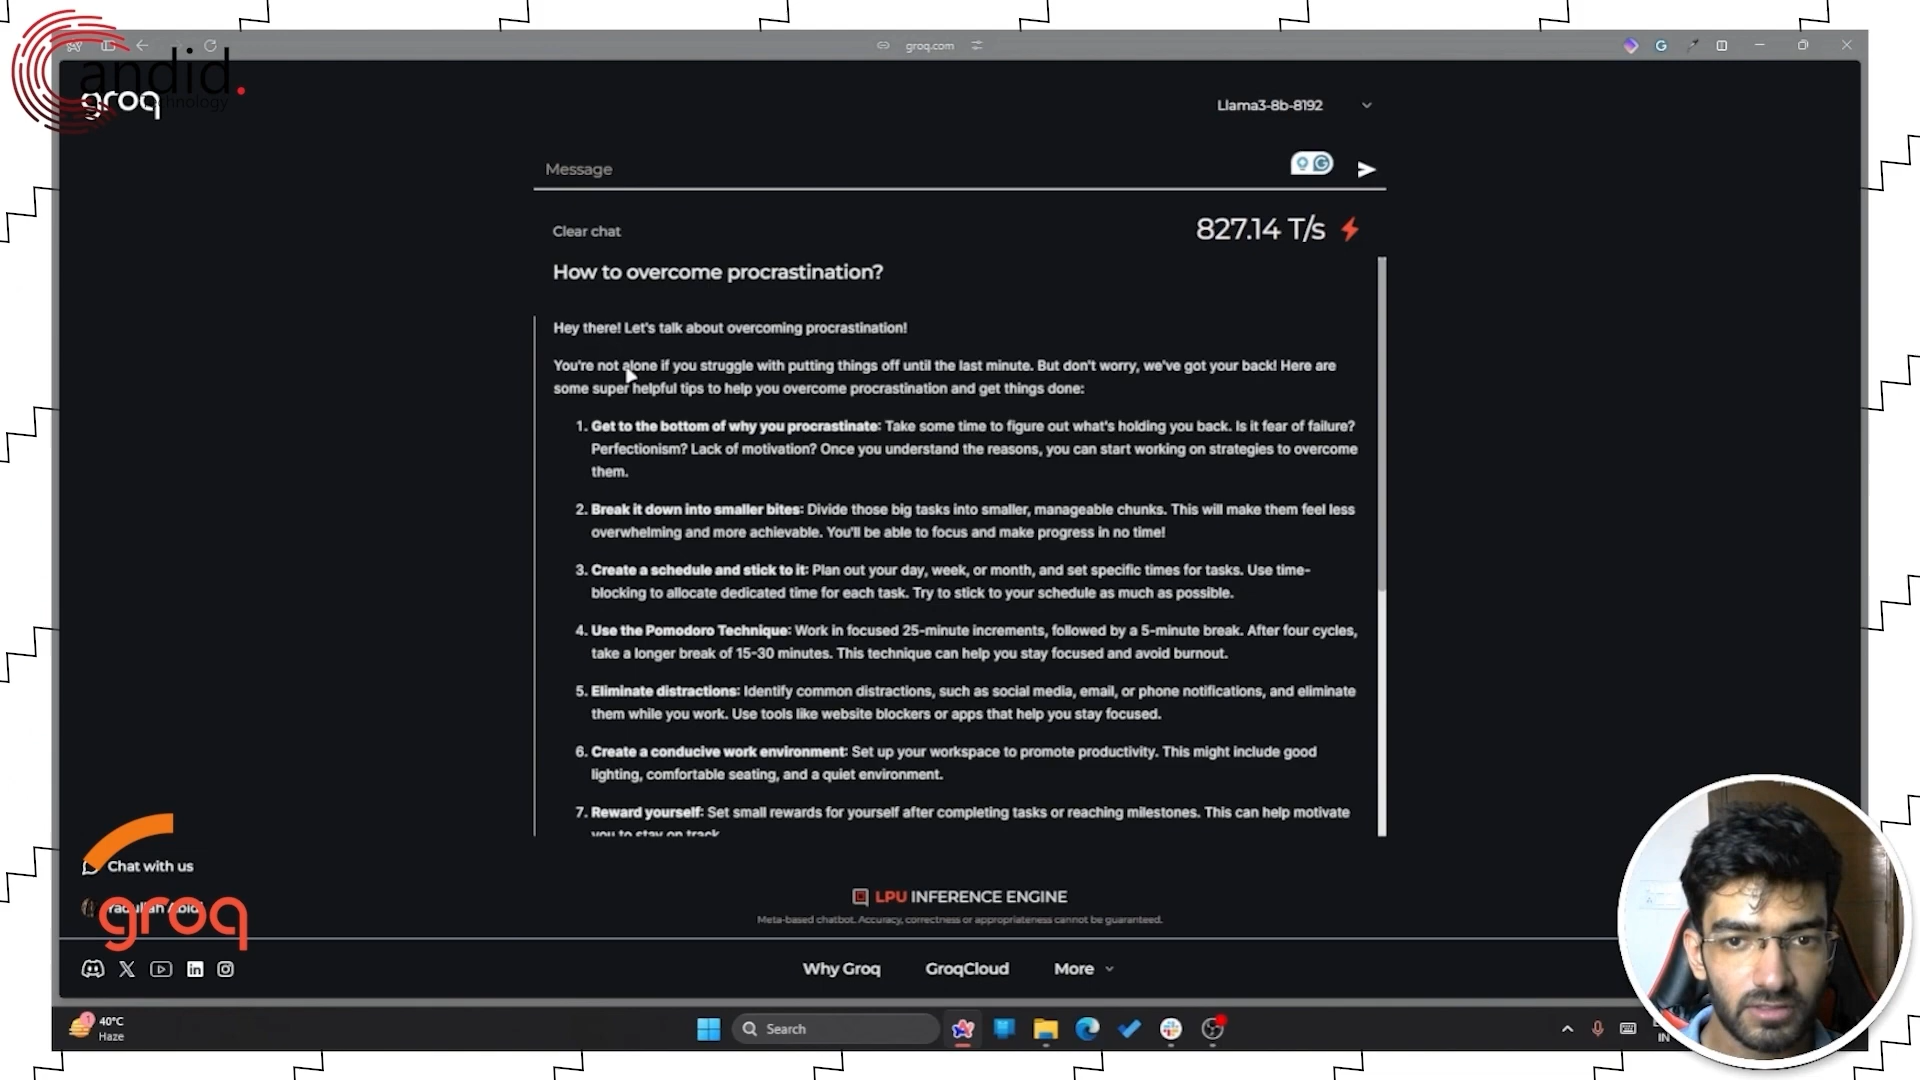 candid.
technology
groq
groq.com
Llama3-8b-8192
Message
Clear chat
827.14 T/s
How to overcome procrastination?
Hey there! Let's talk about overcoming procrastination!
You're not alone if you struggle with putting things off until the last minute. But don't worry, we've got your back! Here are
some super helpful tips to help you overcome procrastination and get things done:
1. Get to the bottom of why you procrastinate: Take some time to figure out what's holding you back. Is it fear of failure?
Perfectionism? Lack of motivation? Once you understand the reasons, you can start working on strategies to overcome
them.
2. Break it down into smaller bites: Divide those big tasks into smaller, manageable chunks. This will make them feel less
overwhelming and more achievable. You'll be able to focus and make progress in no time!
3. Create a schedule and stick to it: Plan out your day, week, or month, and set specific times for tasks. Use time-
blocking to allocate dedicated time for each task. Try to stick to your schedule as much as possible.
4. Use the Pomodoro Technique: Work in focused 25-minute increments, followed by a 5-minute break. After four cycles,
take a longer break of 15-30 minutes. This technique can help you stay focused and avoid burnout.
5. Eliminate distractions: Identify common distractions, such as social media, email, or phone notifications, and eliminate
them while you work. Use tools like website blockers or apps that help you stay focused.
6. Create a conducive work environment: Set up your workspace to promote productivity. This might include good
lighting, comfortable seating, and a quiet environment.
7. Reward yourself: Set small rewards for yourself after completing tasks or reaching milestones. This can help motivate
you to stay on track.
Chat with us
Yadullah Abidi
groq
LPU INFERENCE ENGINE
Meta-based chatbot. Accuracy, correctness or appropriateness cannot be guaranteed.
Why Groq
GroqCloud
More
1
40°C
Haze
Search
IN